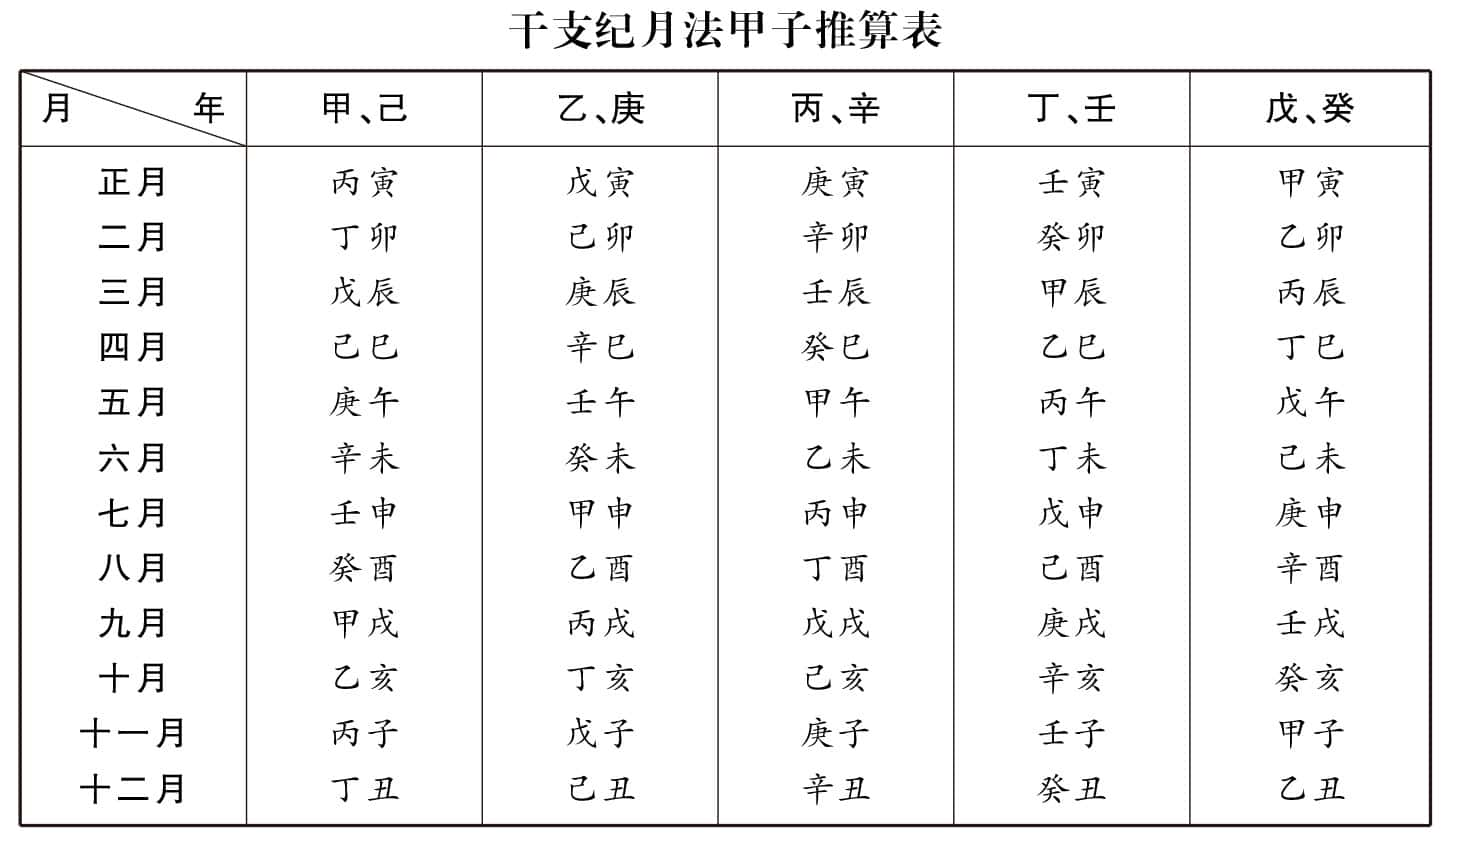 干支纪月法甲子推算表
月 年 甲、己 乙、庚 丙、辛 丁、壬 戊、癸
正月 丙寅 戊寅 庚寅 壬寅 甲寅
二月 丁卯 己卯 辛卯 癸卯 乙卯
三月 戊辰 庚辰 壬辰 甲辰 丙辰
四月 己巳 辛巳 癸巳 乙巳 丁巳
五月 庚午 壬午 甲午 丙午 戊午
六月 辛未 癸未 乙未 丁未 己未
七月 壬申 甲申 丙申 戊申 庚申
八月 癸酉 乙酉 丁酉 己酉 辛酉
九月 甲戌 丙戌 戊戌 庚戌 壬戌
十月 乙亥 丁亥 己亥 辛亥 癸亥
十一月 丙子 戊子 庚子 壬子 甲子
十二月 丁丑 己丑 辛丑 癸丑 乙丑